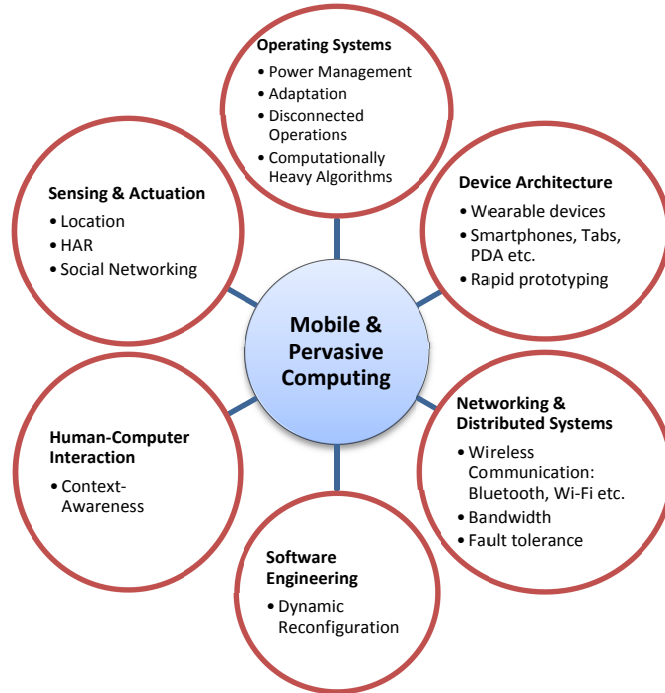 Operating Systems
• Power Management
• Adaptation
• Disconnected
Operations
• Computationally
Heavy Algorithms
Sensing & Actuation
• Location
• HAR
• Social Networking
Device Architecture
• Wearable devices
• Smartphones, Tabs,
PDA etc.
• Rapid prototyping
Mobile &
Pervasive
Computing
Human-Computer
Interaction
• Context-
Awareness
Networking &
Distributed Systems
• Wireless
Communication:
Bluetooth, Wi-Fi etc.
• Bandwidth
• Fault tolerance
Software
Engineering
• Dynamic
Reconfiguration